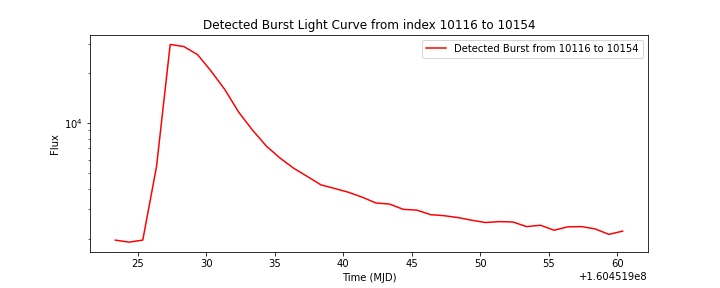 Detected Burst Light Curve from index 10116 to 10154
Detected Burst from 10116 to 10154
Flux
10⁴
25 30 35 40 45 50 55 60
Time (MJD)
+1.604519e8